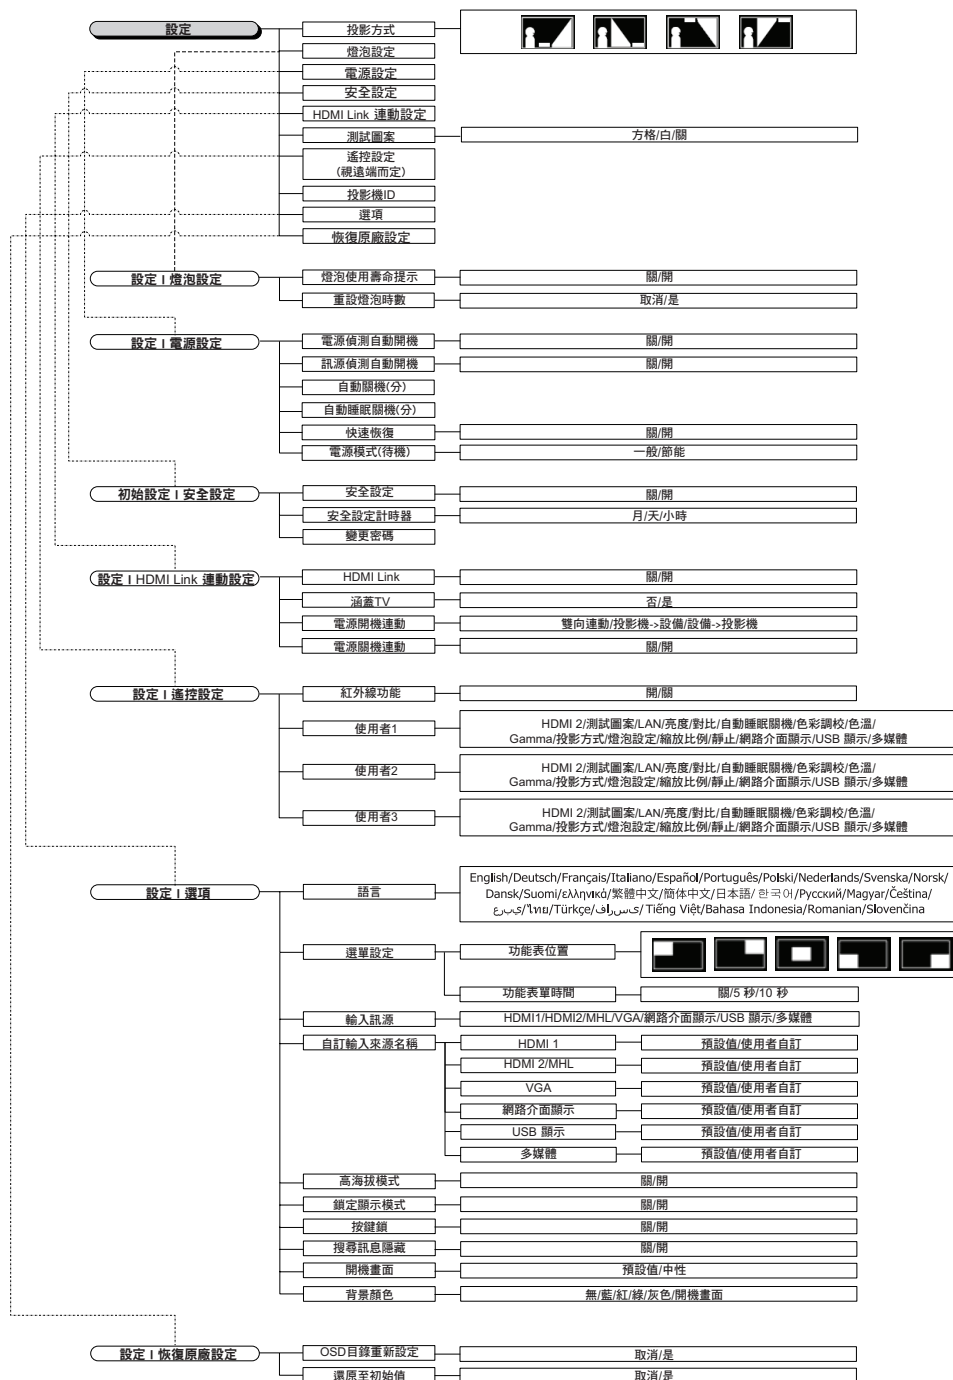 設定
投影方式
燈泡設定
電源設定
安全設定
HDMI Link 連動設定
測試圖案
方格/白/關
遙控設定
(視遠端而定)
投影機ID
選項
恢復原廠設定
設定 | 燈泡設定
燈泡使用壽命提示
關/開
重設燈泡時數
取消/是
設定 | 電源設定
電源偵測自動開機
關/開
訊源偵測自動開機
關/開
自動關機(分)
自動睡眠關機(分)
快速恢復
關/開
電源模式(待機)
一般/節能
初始設定 | 安全設定
安全設定
關/開
安全設定計時器
月/天/小時
變更密碼
設定 | HDMI Link 連動設定
HDMI Link
關/開
涵蓋TV
否/是
電源開機連動
雙向連動/投影機->設備/設備->投影機
電源關機連動
關/開
設定 | 遙控設定
紅外線功能
開/關
使用者1
HDMI 2/測試圖案/LAN/亮度/對比/自動睡眠關機/色彩調校/色溫/
Gamma/投影方式/燈泡設定/縮放比例/靜止/網路介面顯示/USB 顯示/多媒體
使用者2
HDMI 2/測試圖案/LAN/亮度/對比/自動睡眠關機/色彩調校/色溫/
Gamma/投影方式/燈泡設定/縮放比例/靜止/網路介面顯示/USB 顯示/多媒體
使用者3
HDMI 2/測試圖案/LAN/亮度/對比/自動睡眠關機/色彩調校/色溫/
Gamma/投影方式/燈泡設定/縮放比例/靜止/網路介面顯示/USB 顯示/多媒體
設定 | 選項
語言
English/Deutsch/Français/Italiano/Español/Português/Polski/Nederlands/Svenska/Norsk/
Dansk/Suomi/ελληνικά/繁體中文/簡体中文/日本語/한국어/Русский/Magyar/Čeština/
يبرع/ไทย/Türkçe/یسراف/Tiếng Việt/Bahasa Indonesia/Romanian/Slovenčina
選單設定
功能表位置
功能表單時間
關/5 秒/10 秒
輸入訊源
HDMI1/HDMI2/MHL/VGA/網路介面顯示/USB 顯示/多媒體
自訂輸入來源名稱
HDMI 1
預設值/使用者自訂
HDMI 2/MHL
預設值/使用者自訂
VGA
預設值/使用者自訂
網路介面顯示
預設值/使用者自訂
USB 顯示
預設值/使用者自訂
多媒體
預設值/使用者自訂
高海拔模式
關/開
鎖定顯示模式
關/開
按鍵鎖
關/開
搜尋訊息隱藏
關/開
開機畫面
預設值/中性
背景顏色
無/藍/紅/綠/灰色/開機畫面
設定 | 恢復原廠設定
OSD目錄重新設定
取消/是
還原至初始值
取消/是